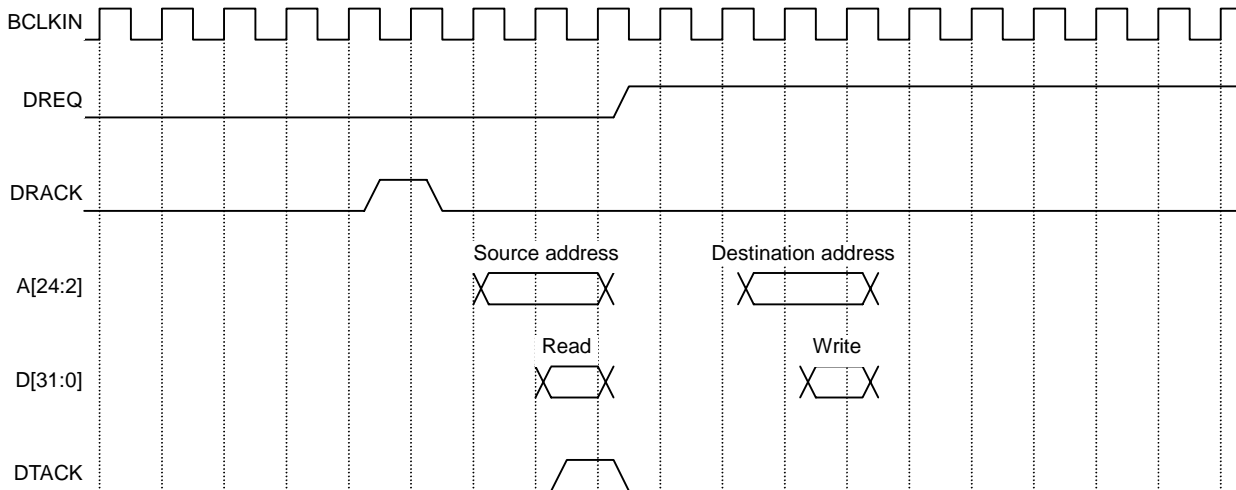 BCLKIN
DREQ
DRACK
Source address Destination address
A[24:2]
Read Write
D[31:0]
DTACK